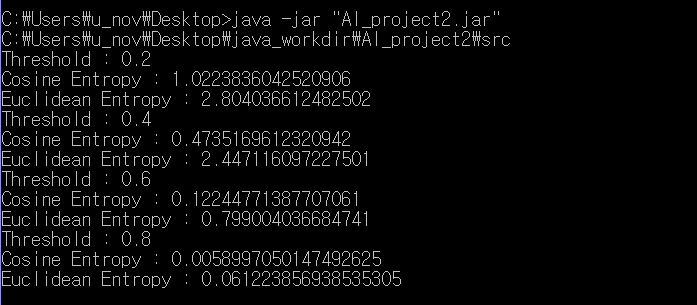 C:₩Users₩u_nov₩Desktop>java -jar "AI_project2.jar"
C:₩Users₩u_nov₩Desktop₩java_workdir₩AI_project2₩src
Threshold : 0.2
Cosine Entropy : 1.0223836042520906
Euclidean Entropy : 2.804036612482502
Threshold : 0.4
Cosine Entropy : 0.4735169612320942
Euclidean Entropy : 2.447116097227501
Threshold : 0.6
Cosine Entropy : 0.12244771387707061
Euclidean Entropy : 0.799004036684741
Threshold : 0.8
Cosine Entropy : 0.0058997050147492625
Euclidean Entropy : 0.061223856938535305